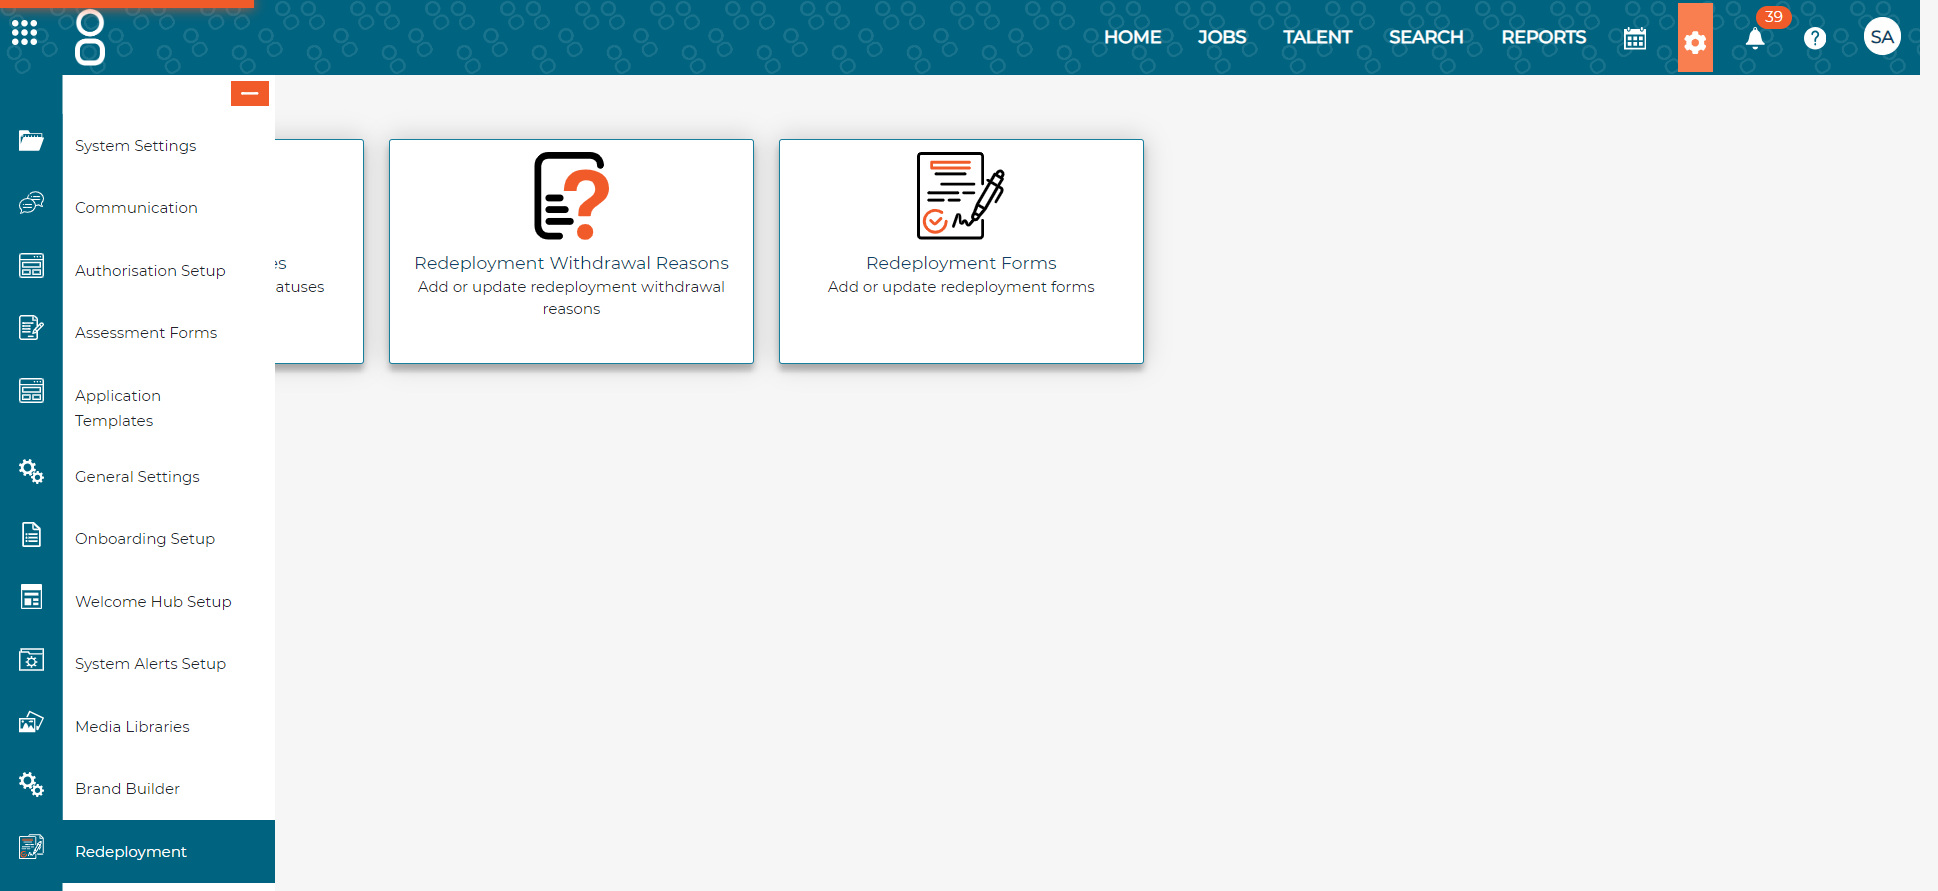 HOME JOBS TALENT SEARCH REPORTS 39 SA
System Settings
Communication
Authorisation Setup
Assessment Forms
Application
Templates
General Settings
Onboarding Setup
Welcome Hub Setup
System Alerts Setup
Media Libraries
Brand Builder
Redeployment
es
atuses
Redeployment Withdrawal Reasons
Add or update redeployment withdrawal
reasons
Redeployment Forms
Add or update redeployment forms